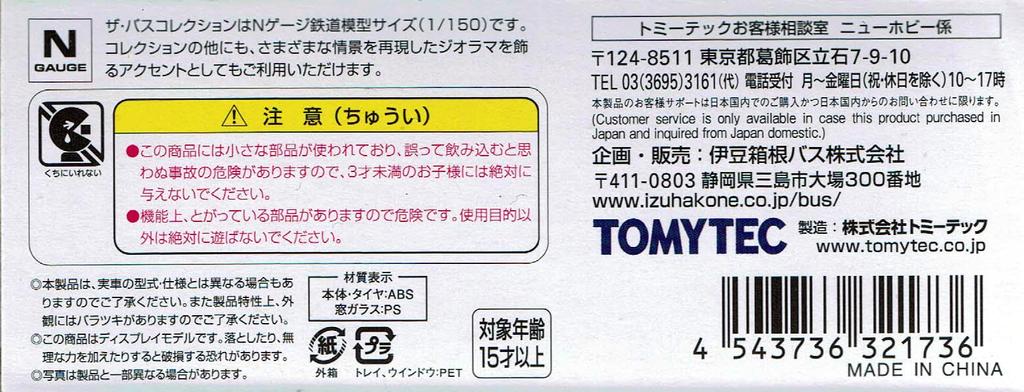 N
GAUGE
ザ・バスコレクションはNゲージ鉄道模型サイズ(1/150)です。
コレクションの他にも、さまざまな情景を再現したジオラマを飾
るアクセントとしてもご利用いただけます。
くちにいれない
⚠ 注 意 (ちゅうい)
●この商品には小さな部品が使われており、誤って飲み込むと思
わぬ事故の危険がありますので、3才未満のお子様には絶対に
与えないでください。
●機能上、とがっている部品がありますので危険です。使用目的以
外は絶対に遊ばないでください。
◎本製品は、実車の型式・仕様とは異なる場合もあ
りますのでご了承ください。また製品特性上、外
観にはバラツキがありますのでご了承ください。
◎この商品はディスプレイモデルです。落としたり、無
理な力を加えたりすると破損する恐れがあります。
◎写真は製品と一部異なる場合があります。
材質表示
本体・タイヤ:ABS
窓ガラス:PS
紙
外箱
プラ
トレイ、ウインドウ:PET
対象年齢
15才以上
トミーテックお客様相談室 ニューホビー係
〒124-8511 東京都葛飾区立石7-9-10
TEL 03(3695)3161(代) 電話受付 月〜金曜日(祝・休日を除く)10〜17時
本製品のお客様サポートは日本国内でのご購入かつ日本国内からのお問い合わせに限ります。
(Customer service is only available in case this product purchased in
Japan and inquired from Japan domestic.)
企画・販売:伊豆箱根バス株式会社
〒411-0803 静岡県三島市大場300番地
www.izuhakone.co.jp/bus/
TOMYTEC 製造:株式会社トミーテック
www.tomytec.co.jp
4 543736 321736
MADE IN CHINA